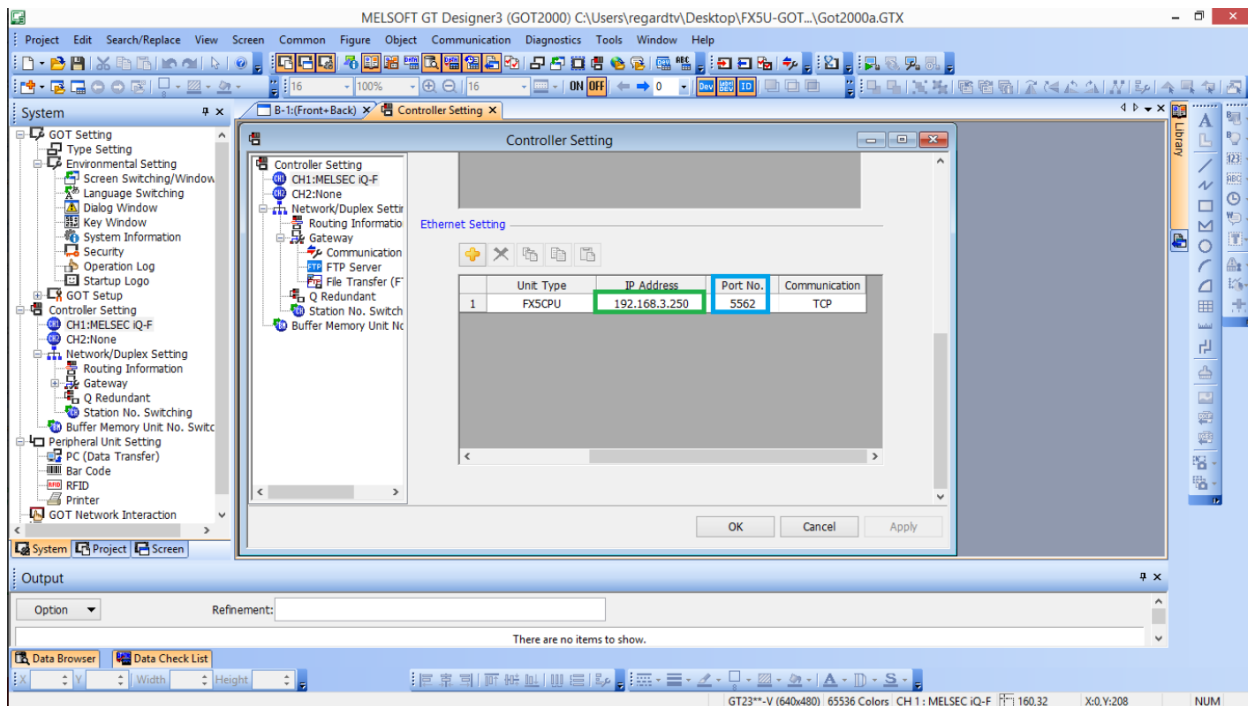 MELSOFT GT Designer3 (GOT2000) C:\Users\regardtv\Desktop\FX5U-GOT...\Got2000a.GTX
Project Edit Search/Replace View Screen Common Figure Object Communication Diagnostics Tools Window Help
16 100% 16 ON OFF 0 Dev ID
System
B-1:(Front+Back) Controller Setting
GOT Setting
Type Setting
Environmental Setting
Screen Switching/Window
Language Switching
Dialog Window
Key Window
System Information
Security
Operation Log
Startup Logo
GOT Setup
Controller Setting
CH1:MELSEC iQ-F
CH2:None
Network/Duplex Setting
Routing Information
Gateway
Q Redundant
Station No. Switching
Buffer Memory Unit No. Switc
Peripheral Unit Setting
PC (Data Transfer)
Bar Code
RFID
Printer
GOT Network Interaction
System Project Screen
Controller Setting
Controller Setting
CH1:MELSEC iQ-F
CH2:None
Network/Duplex Settir
Routing Informatio
Gateway
Communication
FTP Server
File Transfer (F
Q Redundant
Station No. Switch
Buffer Memory Unit Nc
Ethernet Setting
Unit Type IP Address Port No. Communication
1 FX5CPU 192.168.3.250 5562 TCP
OK Cancel Apply
Library
Output
Option Refinement:
There are no items to show.
Data Browser Data Check List
X Y Width Height
GT23**-V (640x480) 65536 Colors CH 1 : MELSEC iQ-F 160,32 X:0,Y:208 NUM